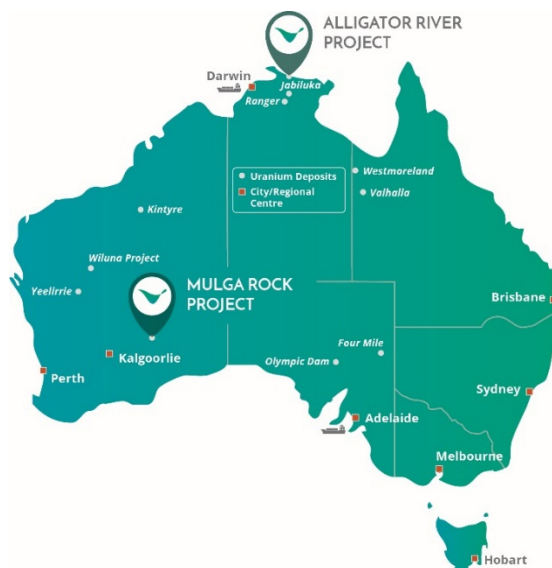 ALLIGATOR RIVER
PROJECT
Darwin
Jabiluka
Ranger
Uranium Deposits
City/Regional
Centre
Westmoreland
Valhalla
Kintyre
Wiluna Project
Yeelirrie
MULGA ROCK
PROJECT
Brisbane
Kalgoorlie
Four Mile
Olympic Dam
Perth
Sydney
Adelaide
Melbourne
Hobart